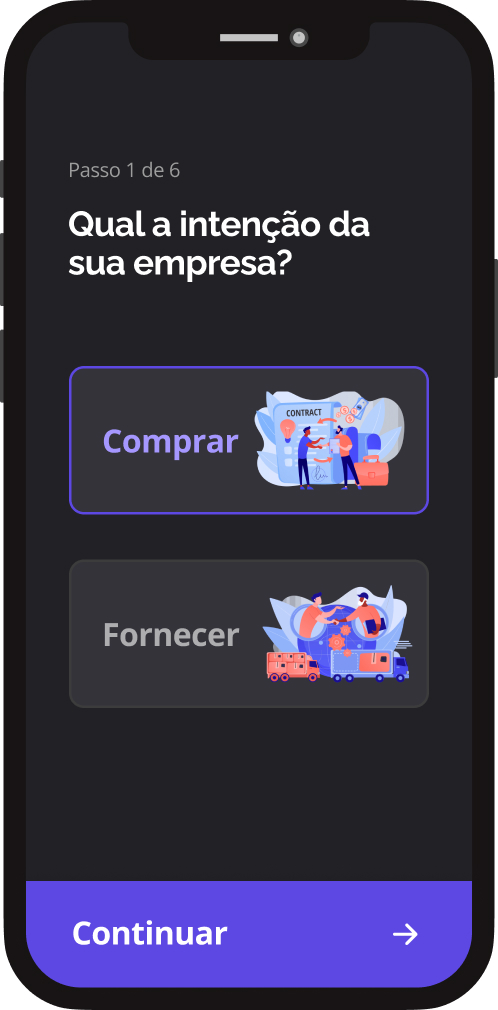 Passo 1 de 6
Qual a intenção da
sua empresa?
CONTRACT
Comprar
Fornecer
Continuar